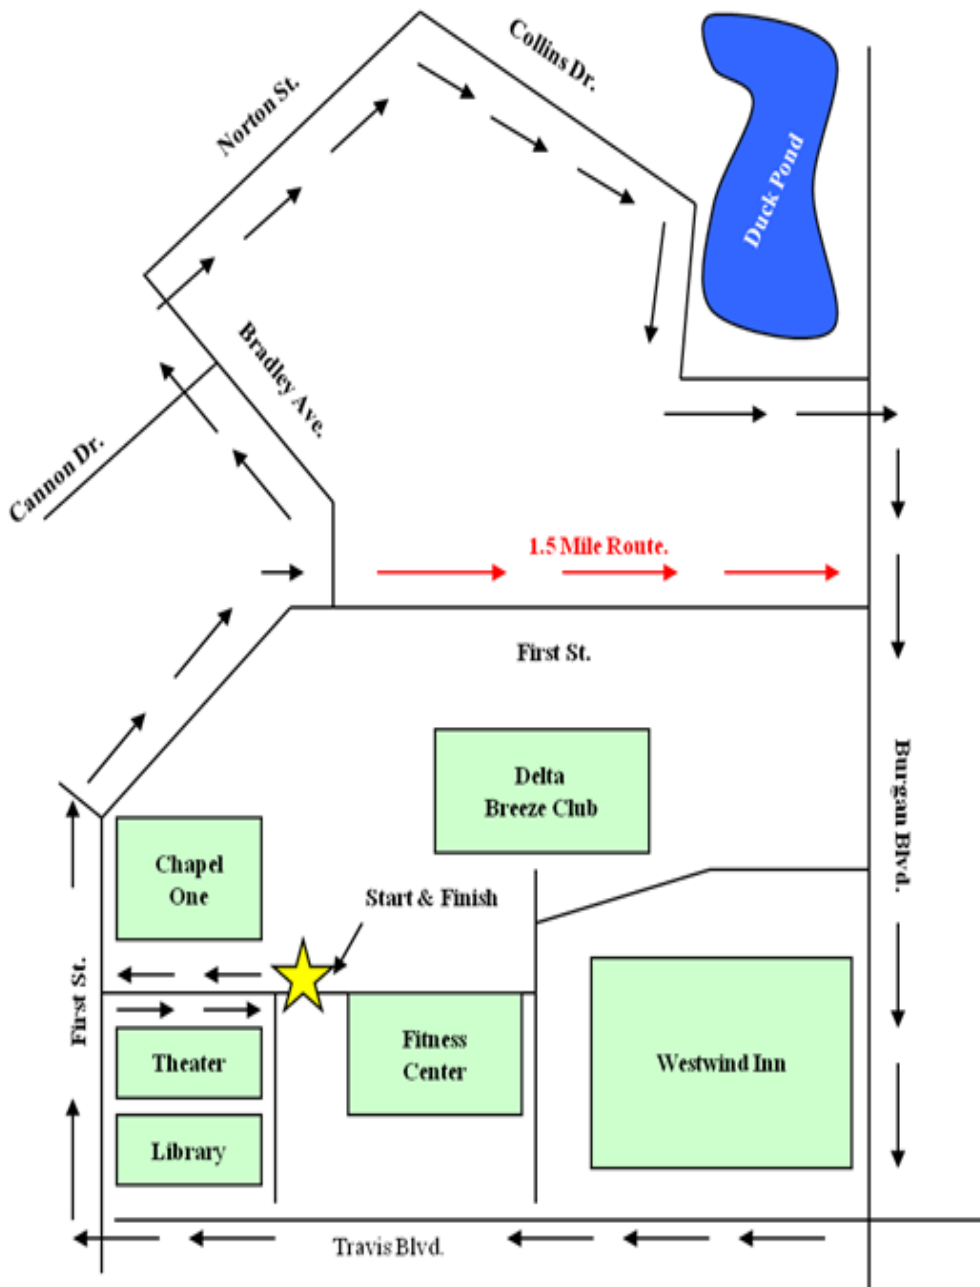 Collins Dr.
Norton St.
Duck Pond
Bradley Ave.
Cannon Dr.
1.5 Mile Route.
First St.
Delta
Breeze Club
Burgan Blvd.
Chapel
One
Start & Finish
First St.
Theater
Fitness
Center
Westwind Inn
Library
Travis Blvd.